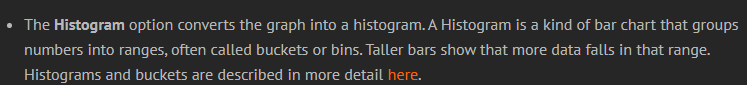 • The Histogram option converts the graph into a histogram. A Histogram is a kind of bar chart that groups
numbers into ranges, often called buckets or bins. Taller bars show that more data falls in that range.
Histograms and buckets are described in more detail here.